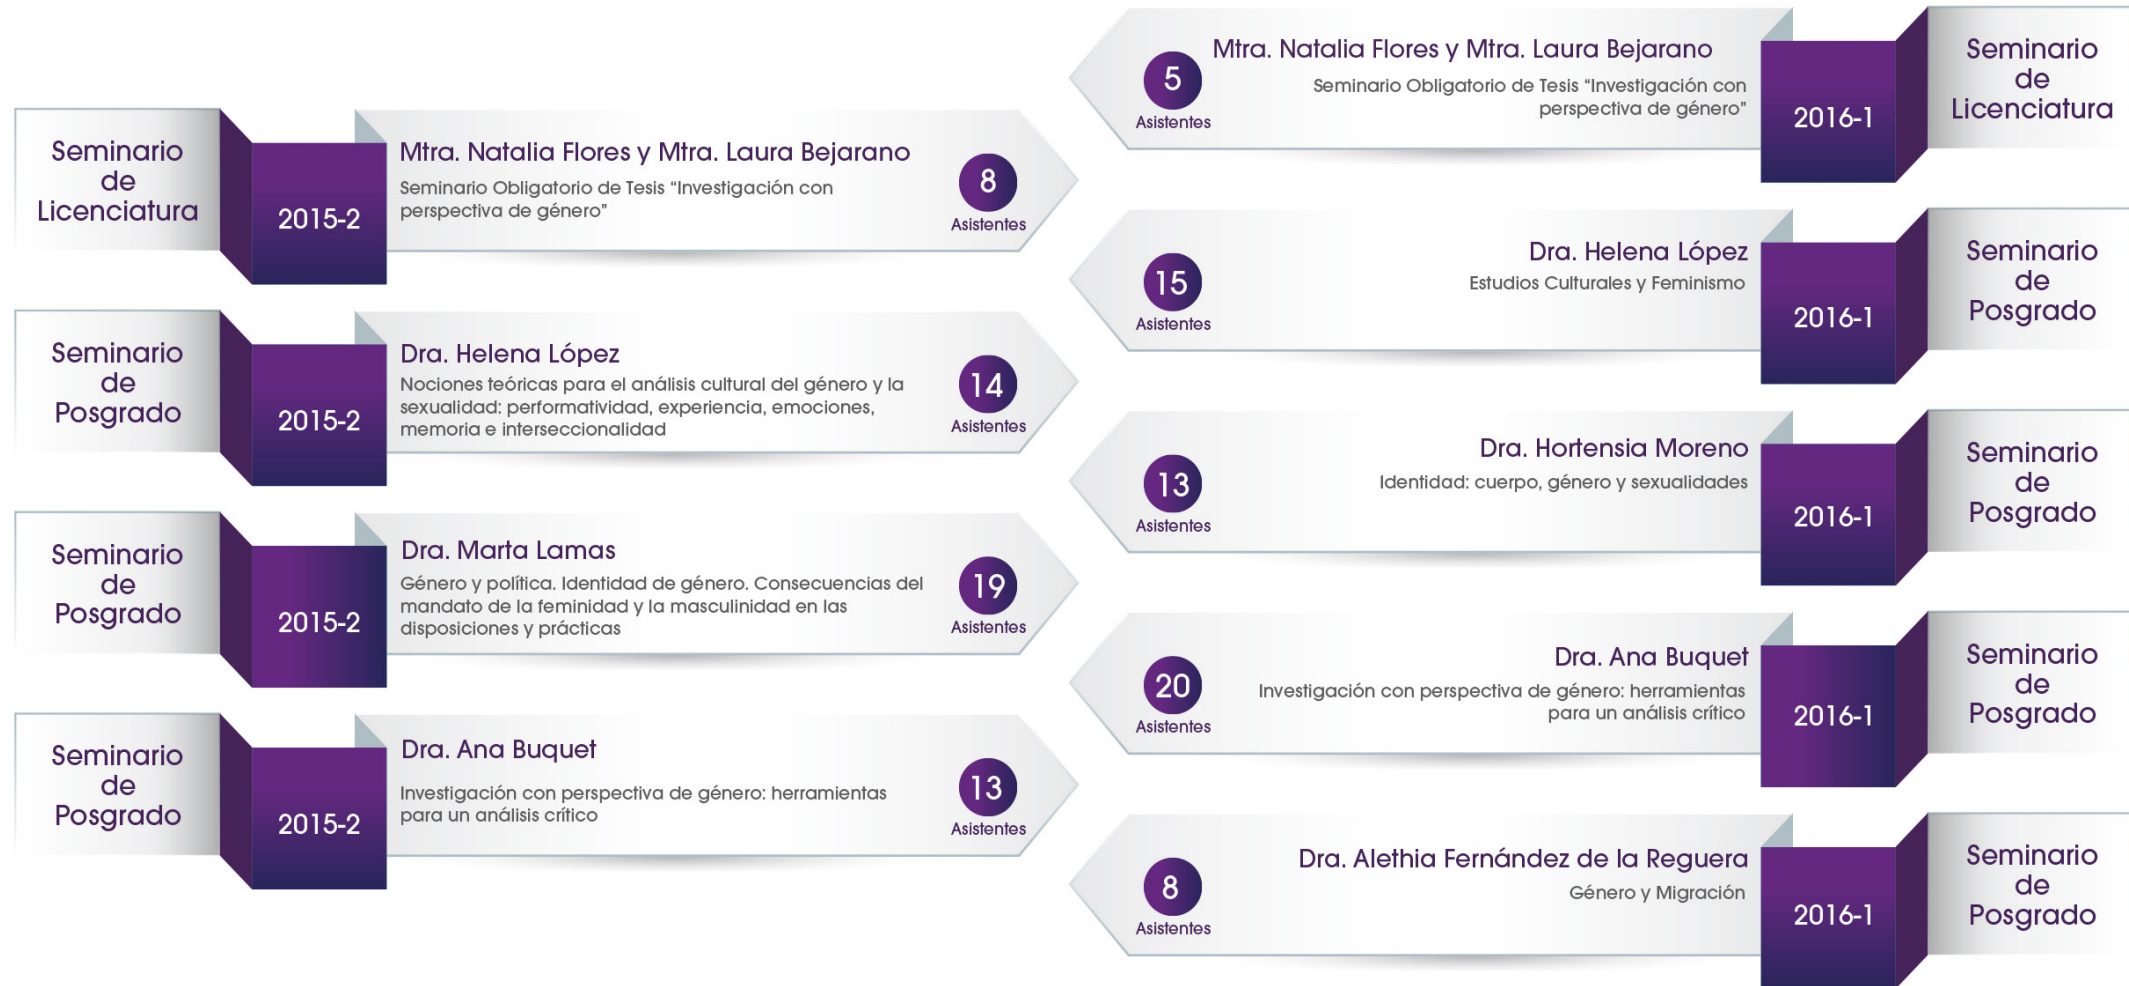 Seminario
de
Licenciatura
2015-2
Mtra. Natalia Flores y Mtra. Laura Bejarano
Seminario Obligatorio de Tesis “Investigación con
perspectiva de género”
8
Asistentes
Seminario
de
Posgrado
2015-2
Dra. Helena López
Nociones teóricas para el análisis cultural del género y la
sexualidad: performatividad, experiencia, emociones,
memoria e interseccionalidad
14
Asistentes
Seminario
de
Posgrado
2015-2
Dra. Marta Lamas
Género y política. Identidad de género. Consecuencias del
mandato de la feminidad y la masculinidad en las
disposiciones y prácticas
19
Asistentes
Seminario
de
Posgrado
2015-2
Dra. Ana Buquet
Investigación con perspectiva de género: herramientas
para un análisis crítico
13
Asistentes
5
Asistentes
Mtra. Natalia Flores y Mtra. Laura Bejarano
Seminario Obligatorio de Tesis “Investigación con
perspectiva de género”
2016-1
Seminario
de
Licenciatura
15
Asistentes
Dra. Helena López
Estudios Culturales y Feminismo
2016-1
Seminario
de
Posgrado
13
Asistentes
Dra. Hortensia Moreno
Identidad: cuerpo, género y sexualidades
2016-1
Seminario
de
Posgrado
20
Asistentes
Dra. Ana Buquet
Investigación con perspectiva de género: herramientas
para un análisis crítico
2016-1
Seminario
de
Posgrado
8
Asistentes
Dra. Alethia Fernández de la Reguera
Género y Migración
2016-1
Seminario
de
Posgrado